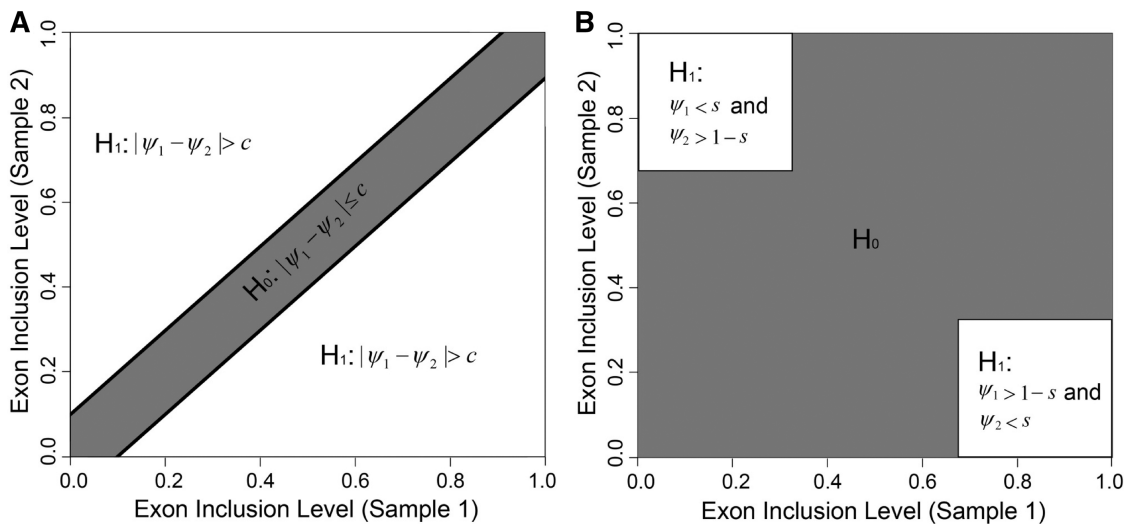 A
Exon Inclusion Level (Sample 2)
1.0
0.8
0.6
0.4
0.2
0.0
H₁: |ψ₁ − ψ₂| > c
H₀: |ψ₁ − ψ₂| ≤ c
H₁: |ψ₁ − ψ₂| > c
0.0 0.2 0.4 0.6 0.8 1.0
Exon Inclusion Level (Sample 1)
B
Exon Inclusion Level (Sample 2)
1.0
0.8
0.6
0.4
0.2
0.0
H₁:
ψ₁ < s and
ψ₂ > 1 − s
H₀
H₁:
ψ₁ > 1 − s and
ψ₂ < s
0.0 0.2 0.4 0.6 0.8 1.0
Exon Inclusion Level (Sample 1)